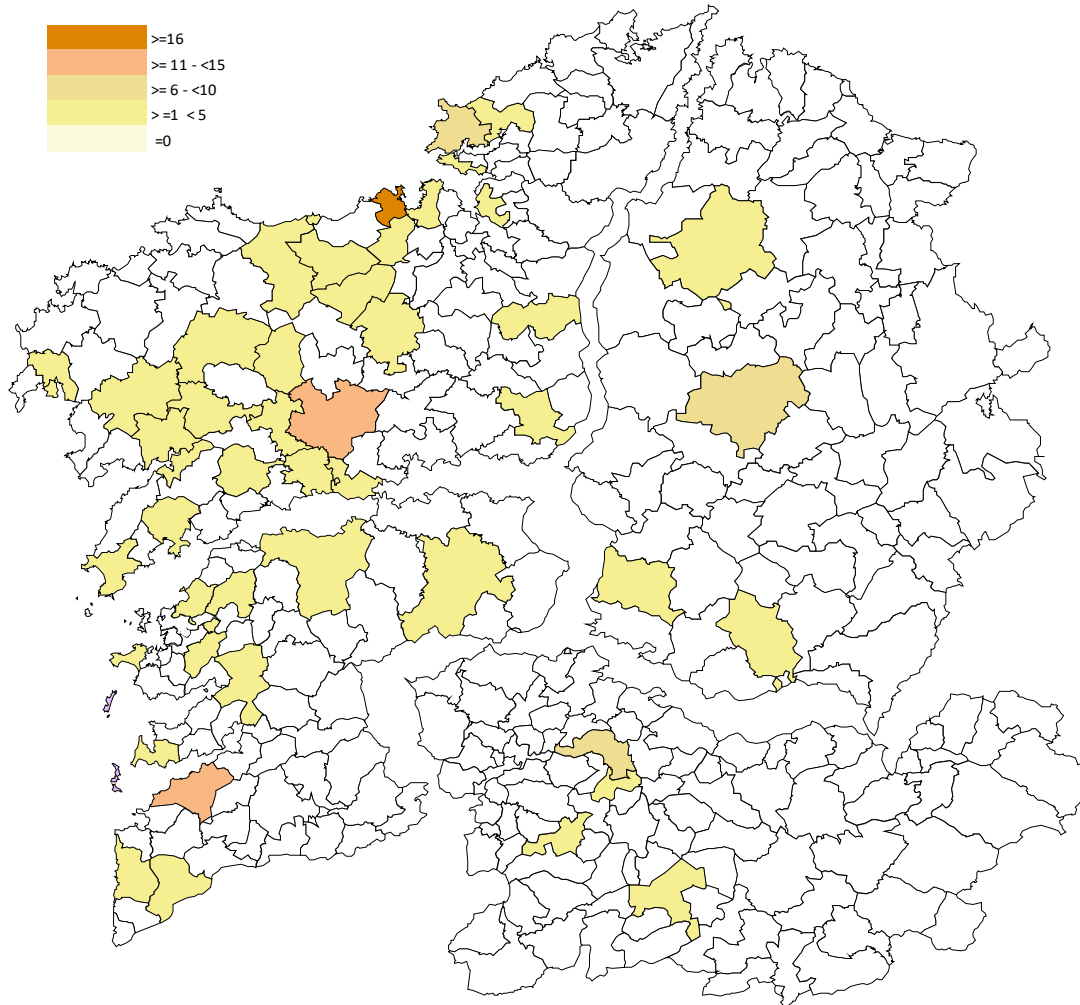 >=16
>= 11 - <15
>= 6 - <10
> =1 < 5
=0